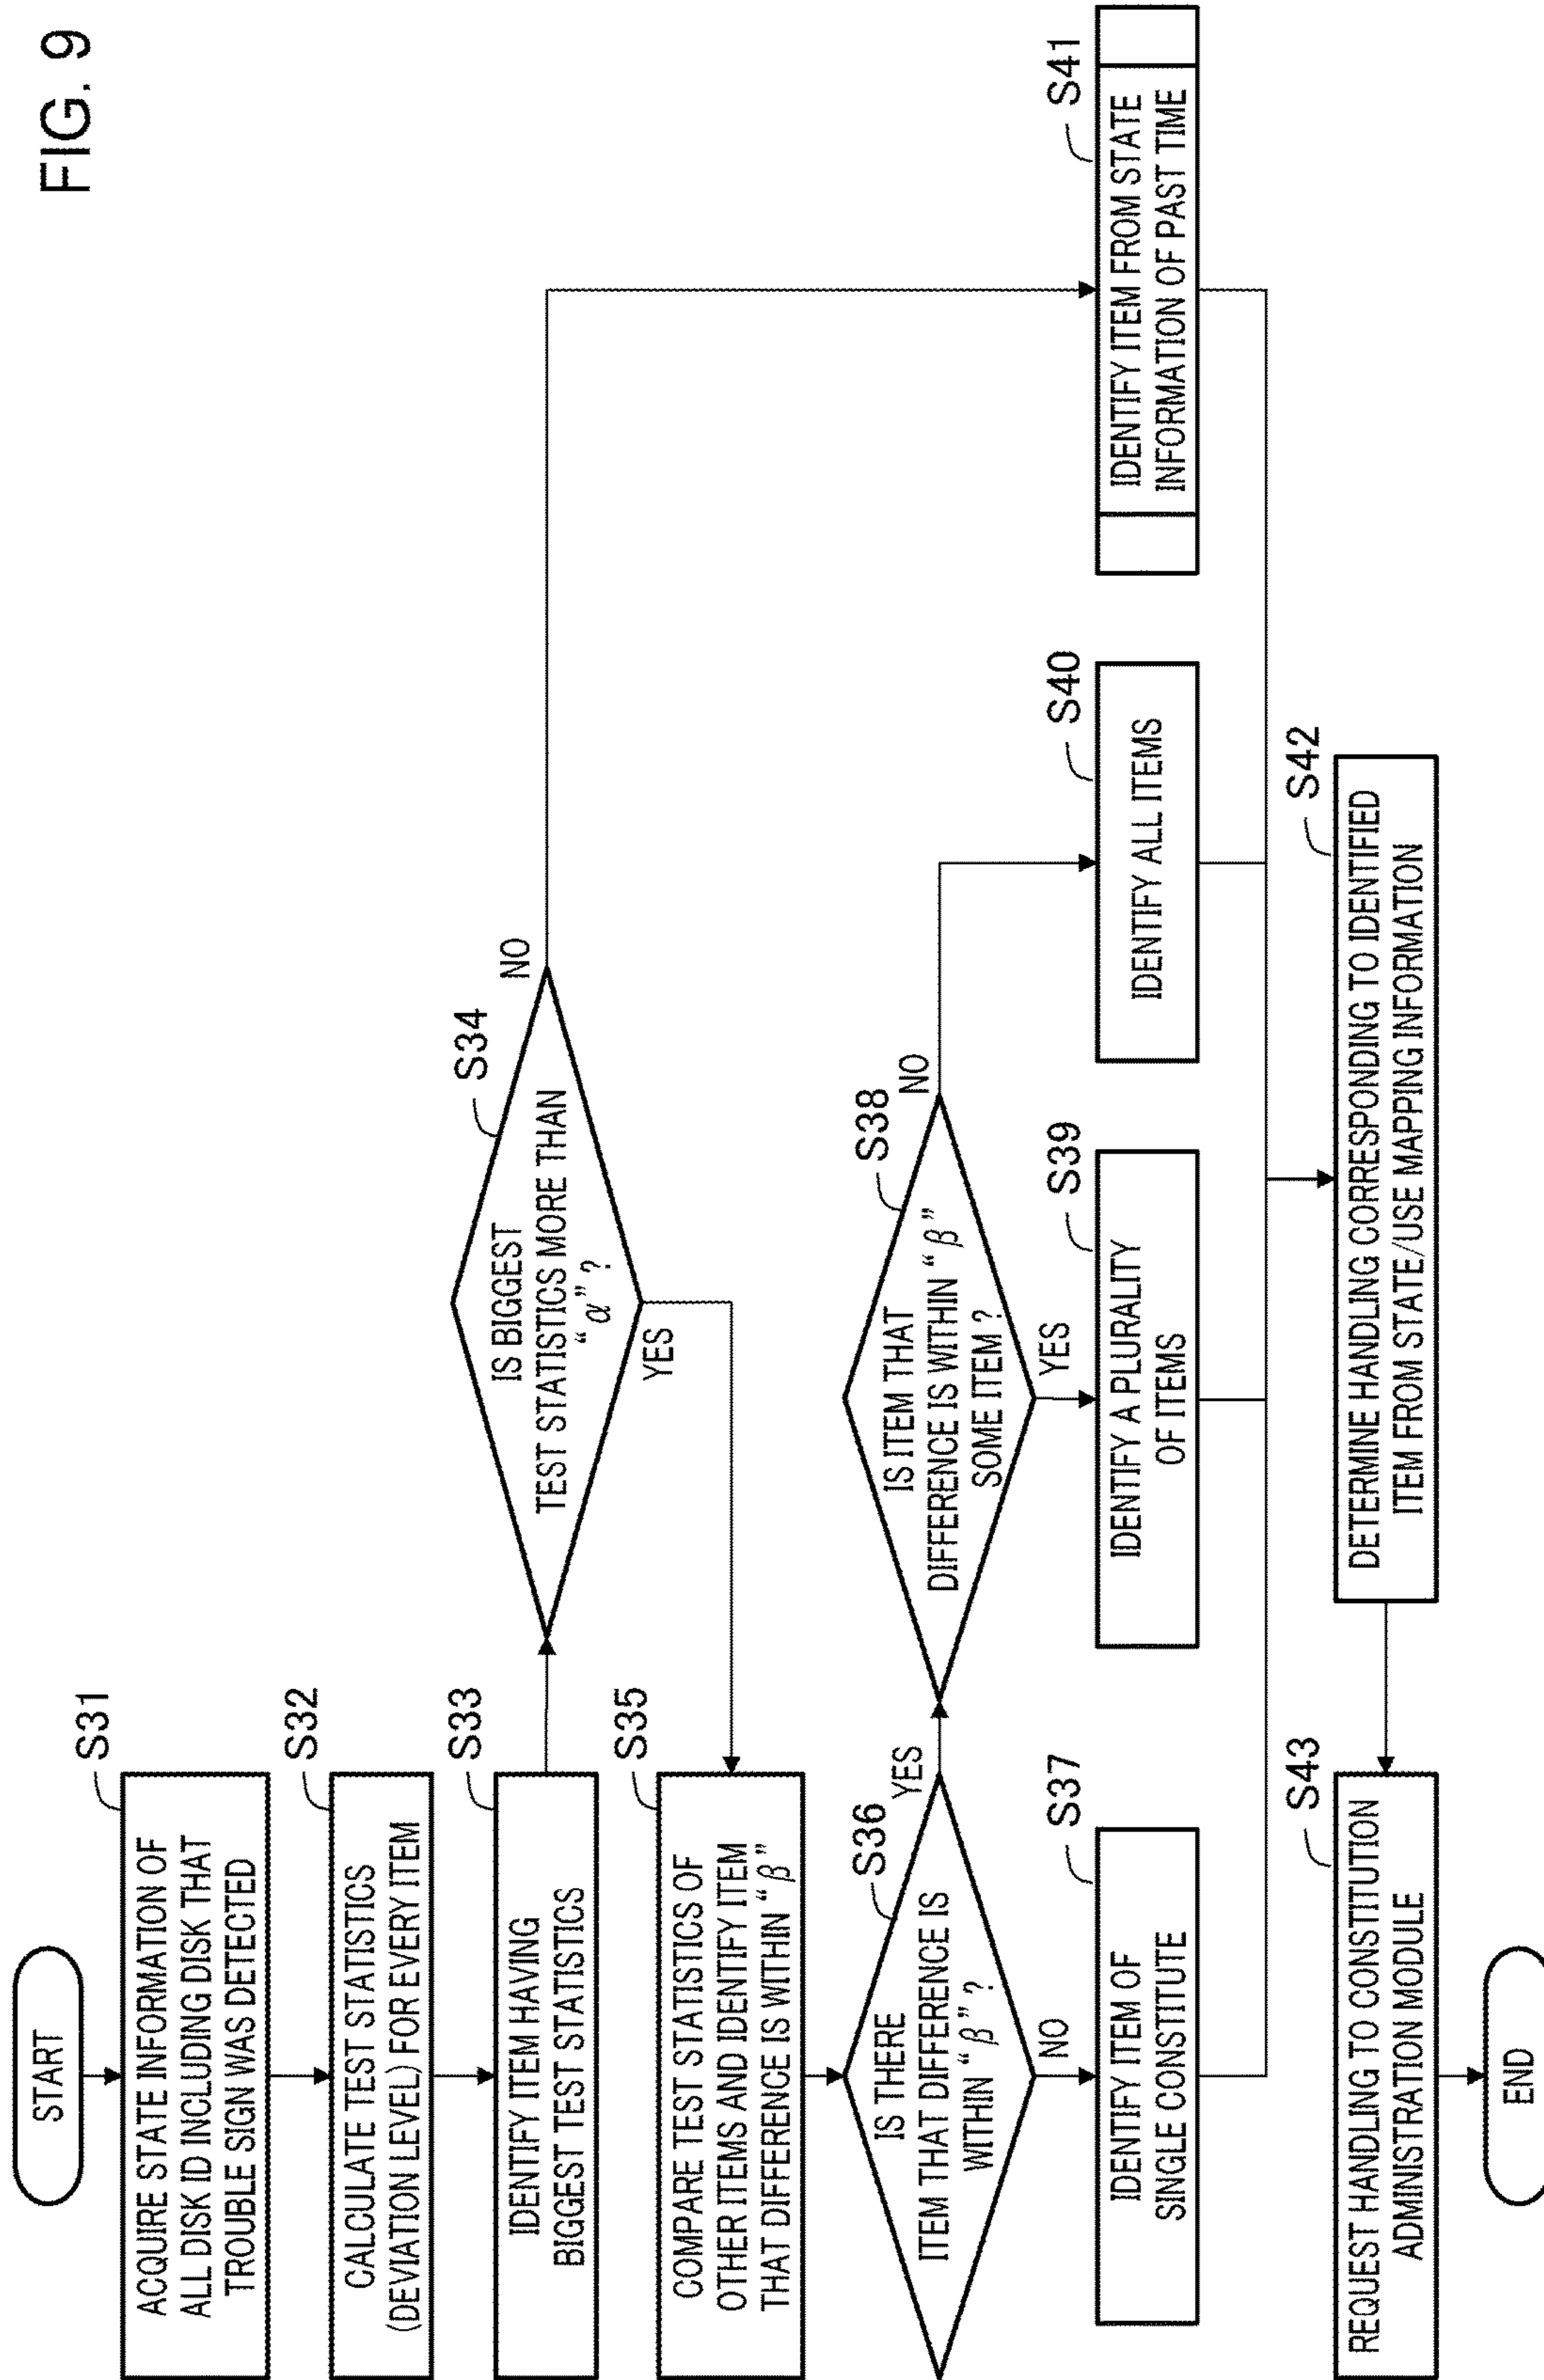 FIG. 9
START
S31
ACQUIRE STATE INFORMATION OF
ALL DISK ID INCLUDING DISK THAT
TROUBLE SIGN WAS DETECTED
S32
CALCULATE TEST STATISTICS
(DEVIATION LEVEL) FOR EVERY ITEM
S33
IDENTIFY ITEM HAVING
BIGGEST TEST STATISTICS
S34
IS BIGGEST
TEST STATISTICS MORE THAN
“α”?
NO
YES
S35
COMPARE TEST STATISTICS OF
OTHER ITEMS AND IDENTIFY ITEM
THAT DIFFERENCE IS WITHIN “β”
S36
IS THERE
ITEM THAT DIFFERENCE IS
WITHIN “β”?
YES
NO
S38
IS ITEM THAT
DIFFERENCE IS WITHIN “β”
SOME ITEM ?
NO
YES
S37
IDENTIFY ITEM OF
SINGLE CONSTITUTE
S39
IDENTIFY A PLURALITY
OF ITEMS
S40
IDENTIFY ALL ITEMS
S41
IDENTIFY ITEM FROM STATE
INFORMATION OF PAST TIME
S42
DETERMINE HANDLING CORRESPONDING TO IDENTIFIED
ITEM FROM STATE/USE MAPPING INFORMATION
S43
REQUEST HANDLING TO CONSTITUTION
ADMINISTRATION MODULE
END